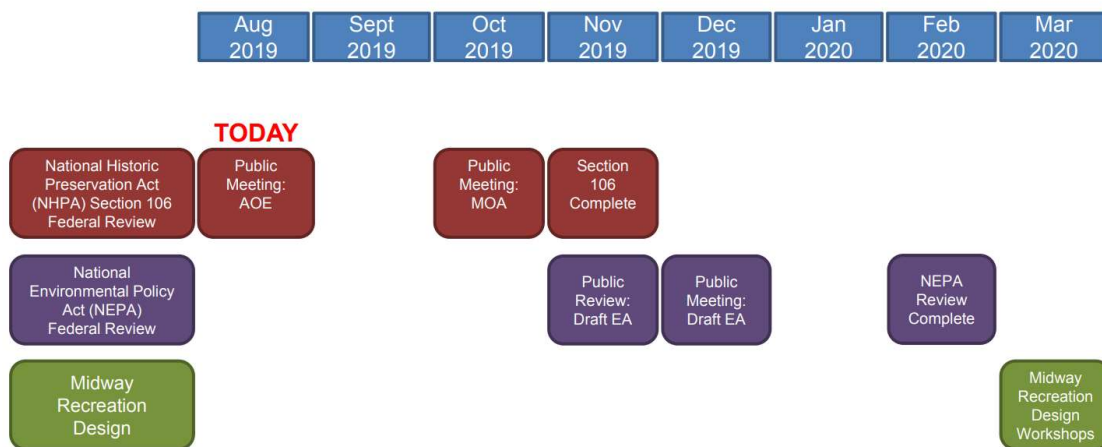 Aug
2019
Sept
2019
Oct
2019
Nov
2019
Dec
2019
Jan
2020
Feb
2020
Mar
2020
TODAY
National Historic
Preservation Act
(NHPA) Section 106
Federal Review
Public
Meeting:
AOE
Public
Meeting:
MOA
Section
106
Complete
National
Environmental Policy
Act (NEPA)
Federal Review
Public
Review:
Draft EA
Public
Meeting:
Draft EA
NEPA
Review
Complete
Midway
Recreation
Design
Midway
Recreation
Design
Workshops